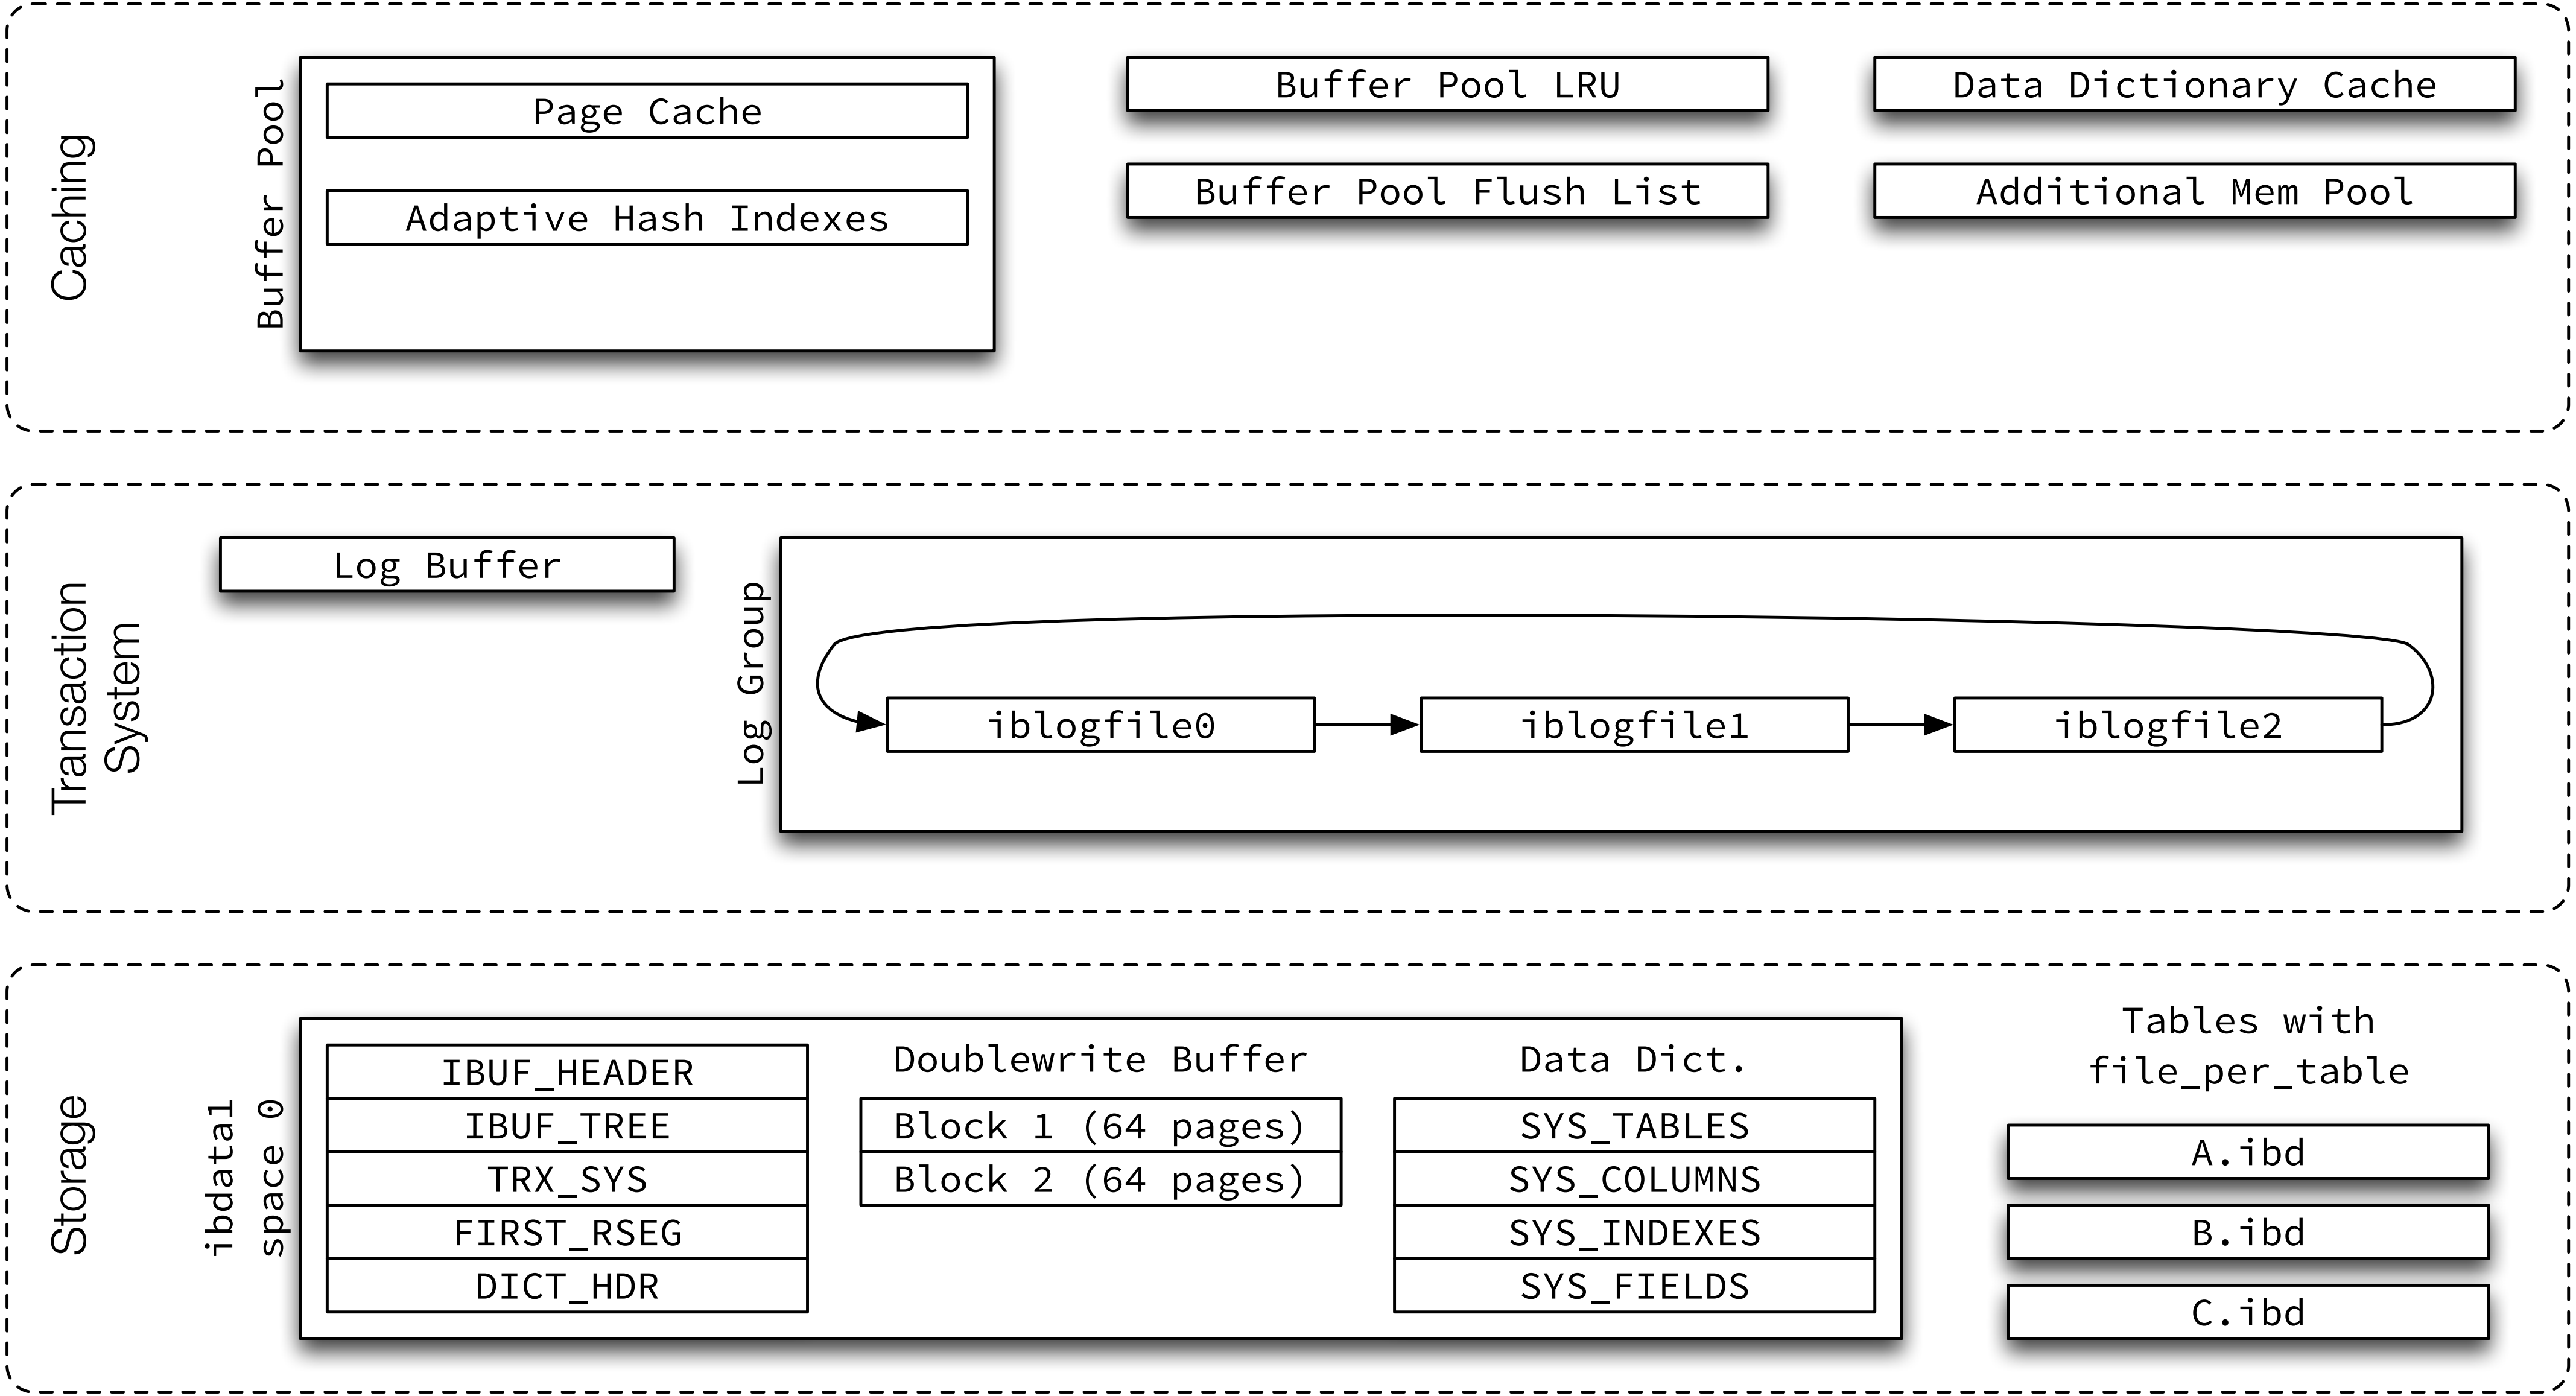 Caching
Buffer Pool
Page Cache
Adaptive Hash Indexes
Buffer Pool LRU
Buffer Pool Flush List
Data Dictionary Cache
Additional Mem Pool
Transaction
System
Log Buffer
Log Group
iblogfile0
iblogfile1
iblogfile2
Storage
ibdata1
space 0
IBUF_HEADER
IBUF_TREE
TRX_SYS
FIRST_RSEG
DICT_HDR
Doublewrite Buffer
Block 1 (64 pages)
Block 2 (64 pages)
Data Dict.
SYS_TABLES
SYS_COLUMNS
SYS_INDEXES
SYS_FIELDS
Tables with
file_per_table
A.ibd
B.ibd
C.ibd